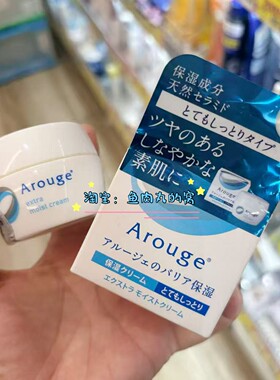 保湿成分
天然セラミド
とてもしっとりタイプ
ツヤのある
しなやかな
素肌に
Arouge
extra
moist cream
淘宝：鱼肉丸的窝
Arouge
アルージェのバリア保湿
保湿クリーム
とてもしっとり
エクストラ モイストクリーム